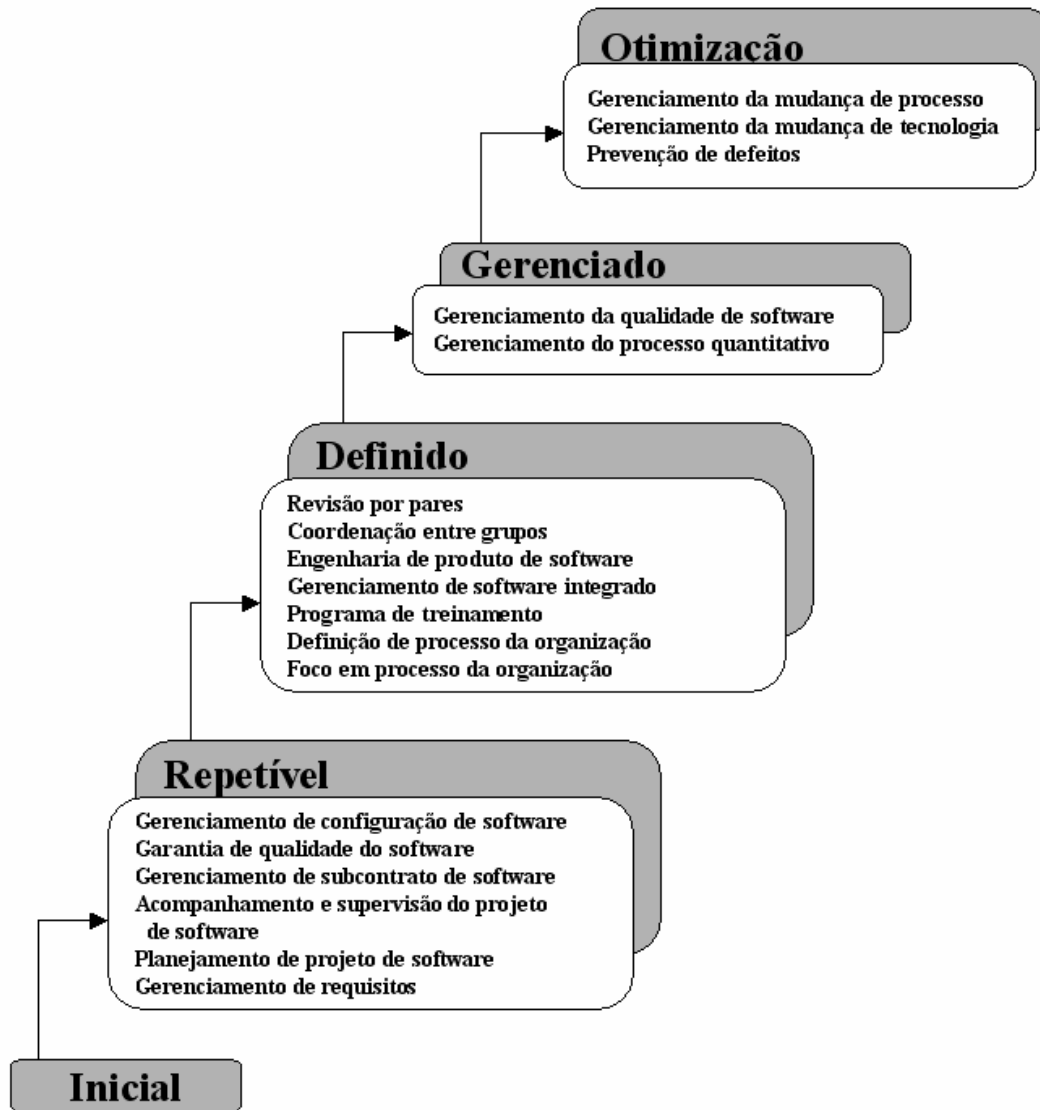 Otimização
Gerenciamento da mudança de processo
Gerenciamento da mudança de tecnologia
Prevenção de defeitos
Gerenciado
Gerenciamento da qualidade de software
Gerenciamento do processo quantitativo
Definido
Revisão por pares
Coordenação entre grupos
Engenharia de produto de software
Gerenciamento de software integrado
Programa de treinamento
Definição de processo da organização
Foco em processo da organização
Repetível
Gerenciamento de configuração de software
Garantia de qualidade do software
Gerenciamento de subcontrato de software
Acompanhamento e supervisão do projeto
de software
Planejamento de projeto de software
Gerenciamento de requisitos
Inicial